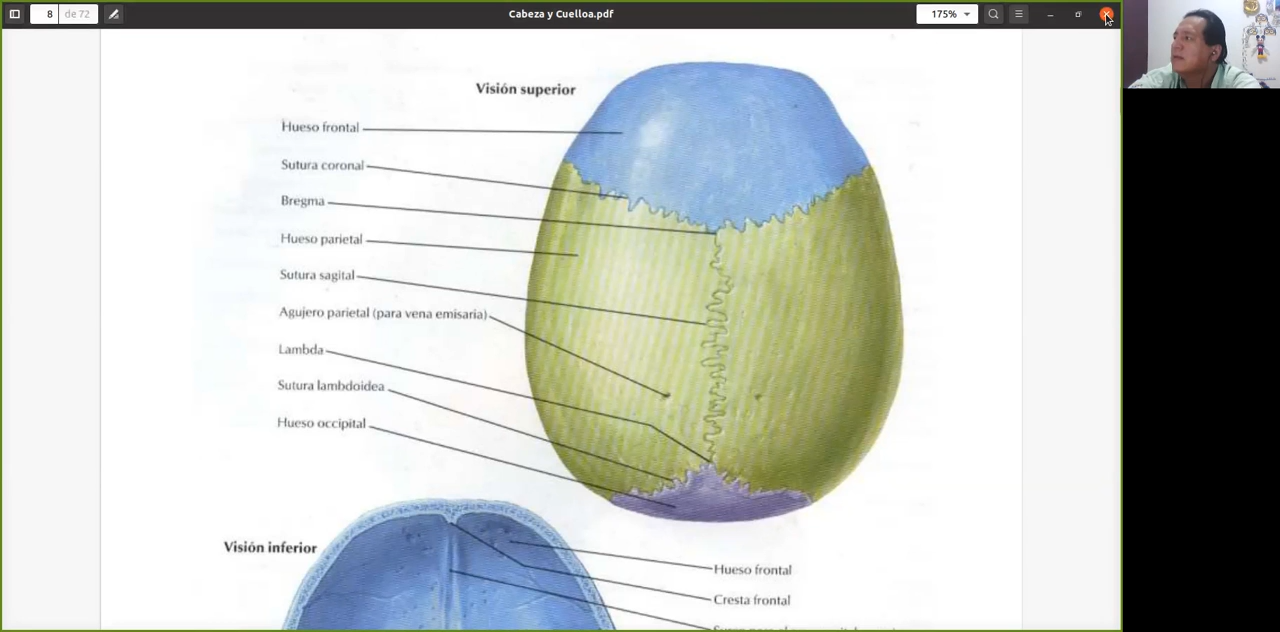 8
de 72
Cabeza y Cuelloa.pdf
175%
Visión superior
Hueso frontal
Sutura coronal
Bregma
Hueso parietal
Sutura sagital
Agujero parietal (para vena emisaria)
Lambda
Sutura lambdoidea
Hueso occipital
Visión inferior
Hueso frontal
Cresta frontal